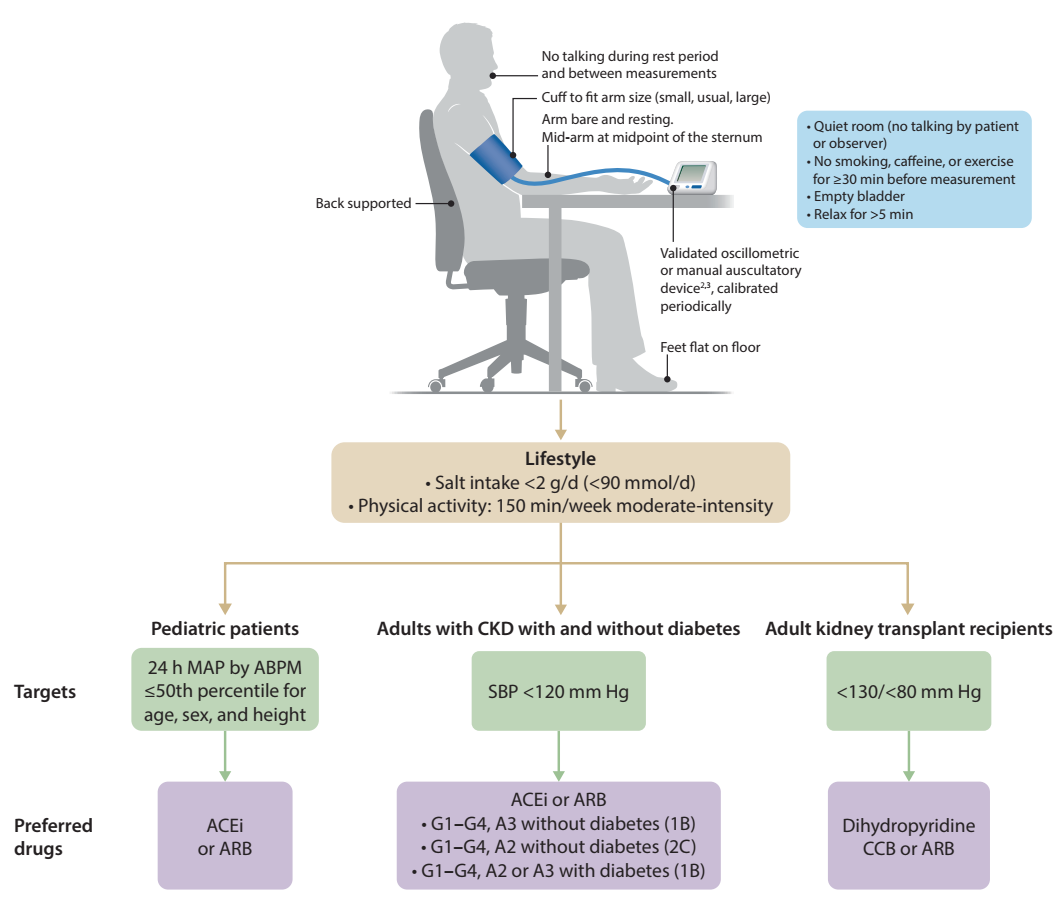 No talking during rest period
and between measurements
Cuff to fit arm size (small, usual, large)
Arm bare and resting.
Mid-arm at midpoint of the sternum
• Quiet room (no talking by patient
or observer)
• No smoking, caffeine, or exercise
for ≥30 min before measurement
• Empty bladder
• Relax for >5 min
Back supported
Validated oscillometric
or manual auscultatory
device2,3, calibrated
periodically
Feet flat on floor
Lifestyle
• Salt intake <2 g/d (<90 mmol/d)
• Physical activity: 150 min/week moderate-intensity
Pediatric patients
Adults with CKD with and without diabetes
Adult kidney transplant recipients
Targets
24 h MAP by ABPM
≤50th percentile for
age, sex, and height
SBP <120 mm Hg
<130/<80 mm Hg
Preferred
drugs
ACEi
or ARB
ACEi or ARB
• G1–G4, A3 without diabetes (1B)
• G1–G4, A2 without diabetes (2C)
• G1–G4, A2 or A3 with diabetes (1B)
Dihydropyridine
CCB or ARB